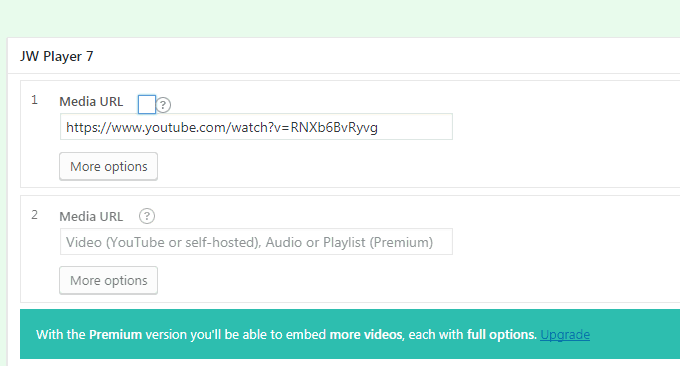 JW Player 7
1 Media URL ?
https://www.youtube.com/watch?v=RNXb6BvRyvg
More options
2 Media URL ?
Video (YouTube or self-hosted), Audio or Playlist (Premium)
More options
With the Premium version you'll be able to embed more videos, each with full options. Upgrade